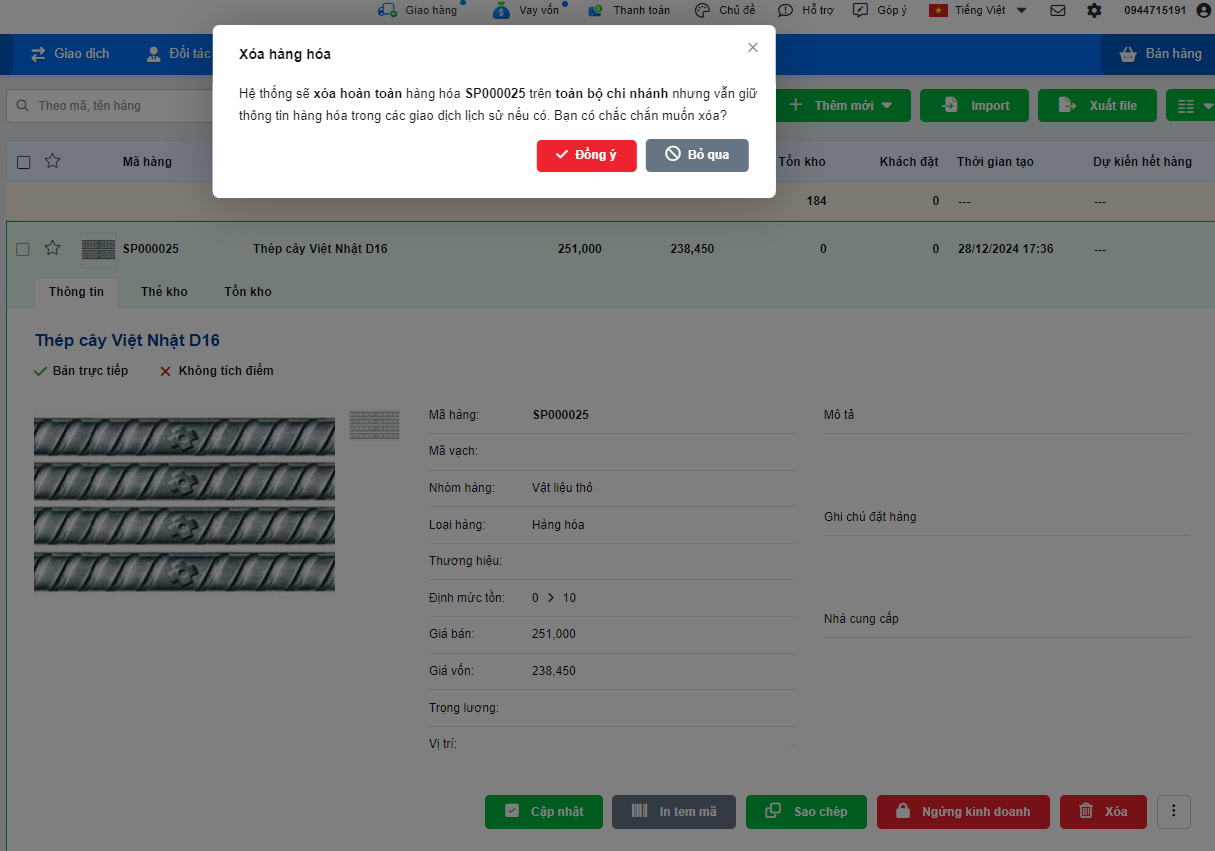 Giao hàng Vay vốn Thanh toán Chủ đề Hỗ trợ Góp ý Tiếng Việt 0944715191
Giao dịch Đối tác Bán hàng
Theo mã, tên hàng Thêm mới Import Xuất file
Xóa hàng hóa
Hệ thống sẽ xóa hoàn toàn hàng hóa SP000025 trên toàn bộ chi nhánh nhưng vẫn giữ
thông tin hàng hóa trong các giao dịch lịch sử nếu có. Bạn có chắc chắn muốn xóa?
Đồng ý Bỏ qua
Mã hàng Tồn kho Khách đặt Thời gian tạo Dự kiến hết hàng
184 0 --- ---
SP000025 Thép cây Việt Nhật D16 251,000 238,450 0 0 28/12/2024 17:36 ---
Thông tin Thẻ kho Tồn kho
Thép cây Việt Nhật D16
Bán trực tiếp Không tích điểm
Mã hàng: SP000025 Mô tả
Mã vạch:
Nhóm hàng: Vật liệu thô
Ghi chú đặt hàng
Loại hàng: Hàng hóa
Thương hiệu:
Định mức tồn: 0 > 10
Nhà cung cấp
Giá bán: 251,000
Giá vốn: 238,450
Trọng lượng:
Vị trí:
Cập nhật In tem mã Sao chép Ngừng kinh doanh Xóa